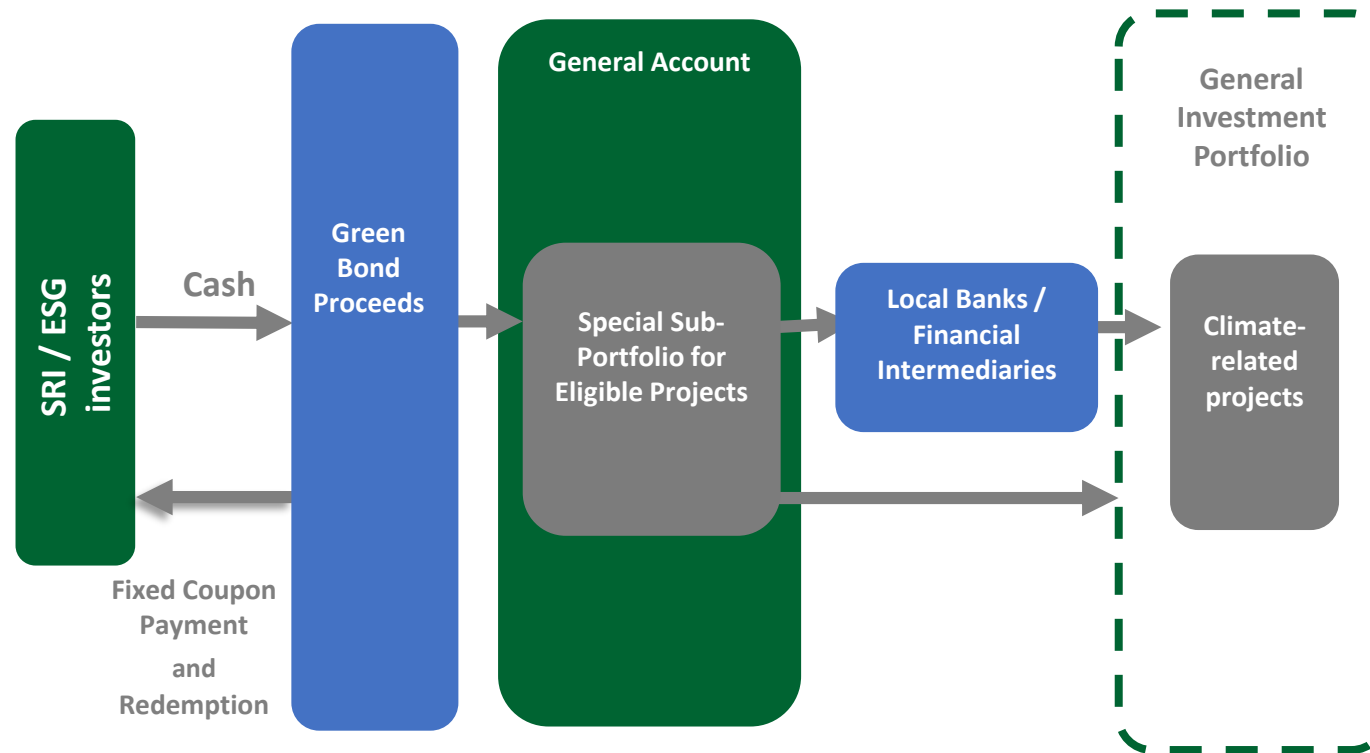 SRI / ESG
investors
Cash
Fixed Coupon
Payment
and
Redemption
Green
Bond
Proceeds
General Account
Special Sub-
Portfolio for
Eligible Projects
Local Banks /
Financial
Intermediaries
General
Investment
Portfolio
Climate-
related
projects